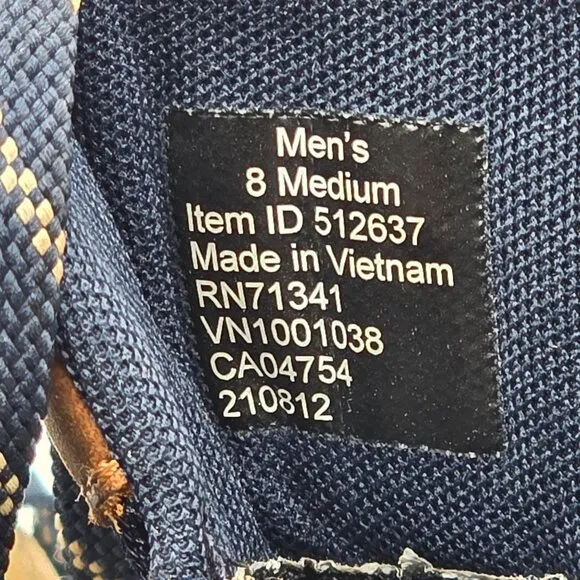 Men's
8 Medium
Item ID 512637
Made in Vietnam
RN71341
VN1001038
CA04754
210812